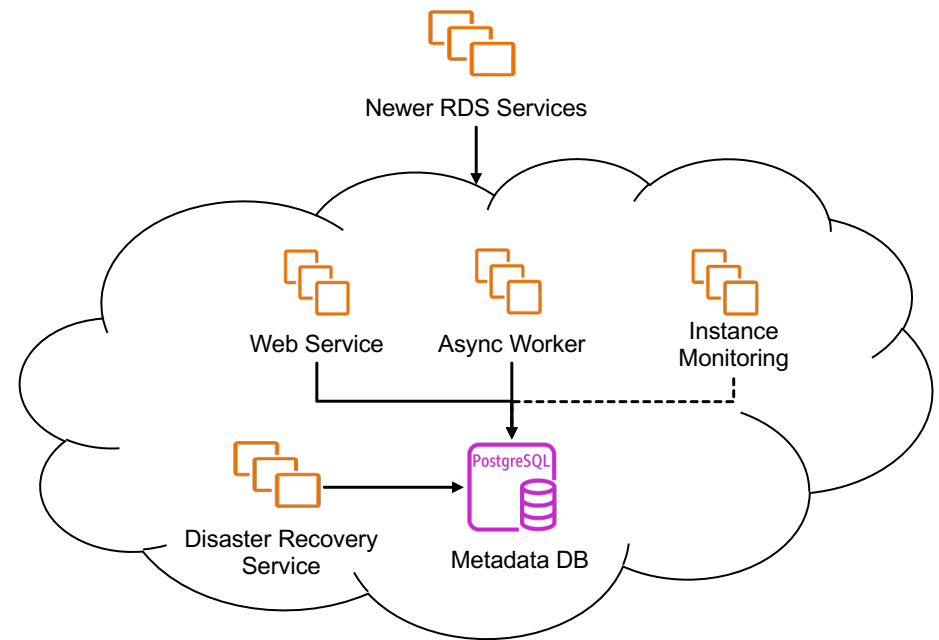 Newer RDS Services
Web Service
Async Worker
Instance
Monitoring
PostgreSQL
Disaster Recovery
Service
Metadata DB